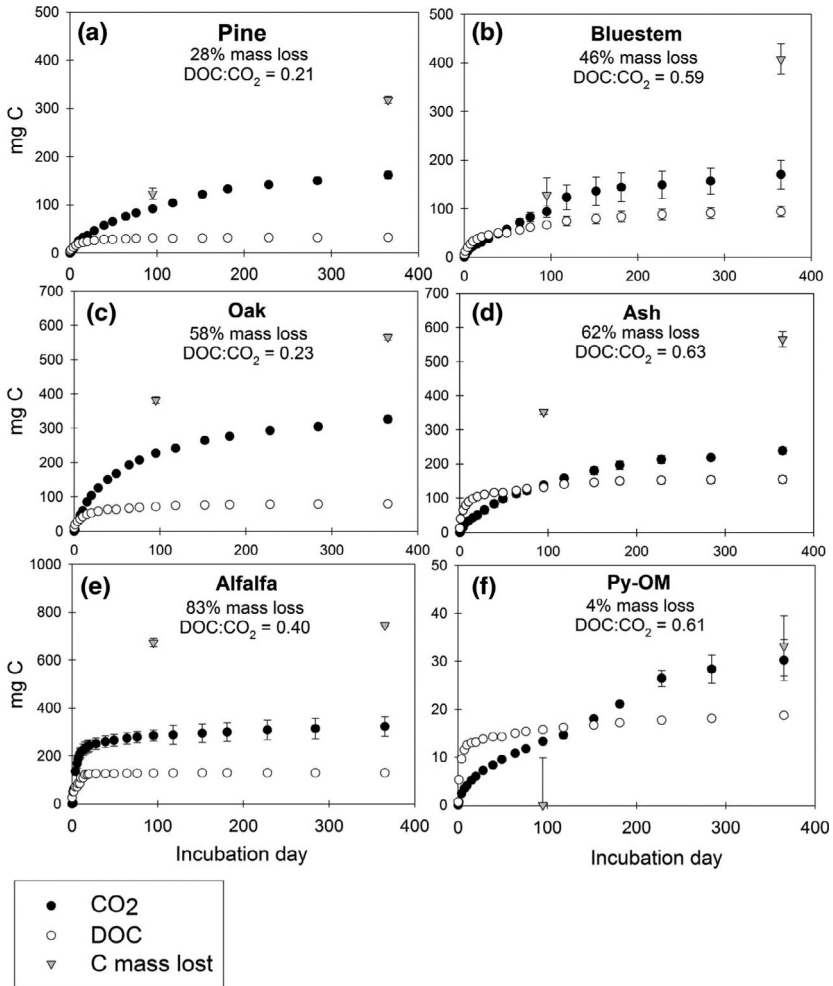 (a) Pine
28% mass loss
DOC:CO₂ = 0.21
mg C
500
400
300
200
100
0
0 100 200 300 400
(b) Bluestem
46% mass loss
DOC:CO₂ = 0.59
500
400
300
200
100
0
0 100 200 300 400
(c) Oak
58% mass loss
DOC:CO₂ = 0.23
mg C
700
600
500
400
300
200
100
0
0 100 200 300 400
(d) Ash
62% mass loss
DOC:CO₂ = 0.63
700
600
500
400
300
200
100
0
0 100 200 300 400
(e) Alfalfa
83% mass loss
DOC:CO₂ = 0.40
mg C
1000
800
600
400
200
0
0 100 200 300 400
Incubation day
(f) Py-OM
4% mass loss
DOC:CO₂ = 0.61
50
40
30
20
10
0
0 100 200 300 400
Incubation day
CO₂
DOC
C mass lost